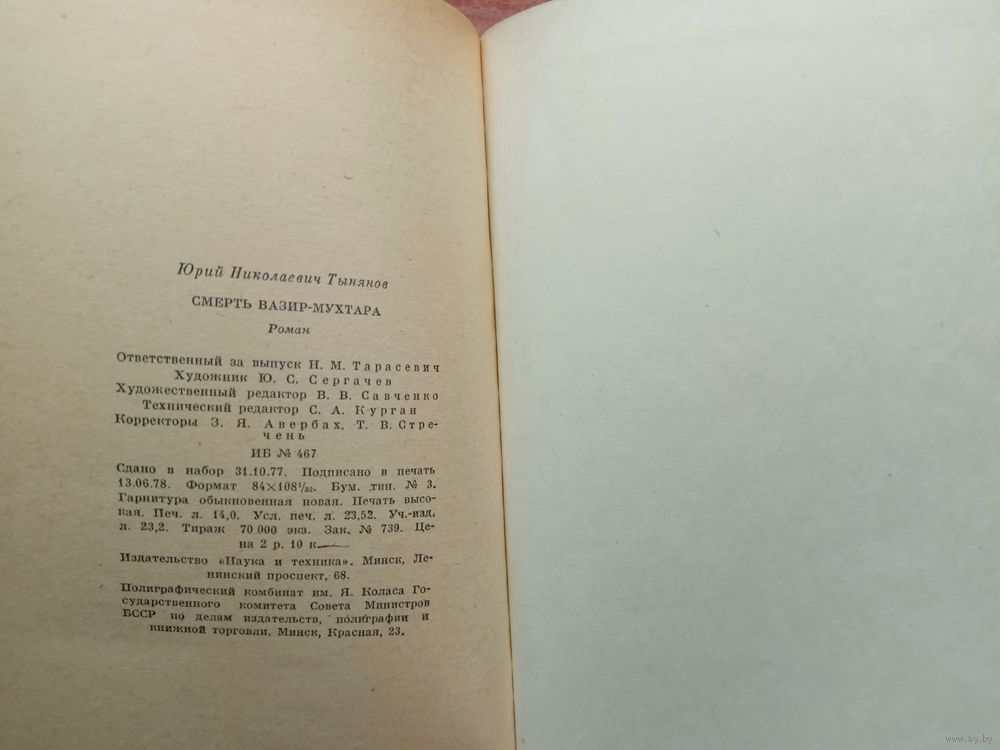 Юрий Николаевич Тынянов
СМЕРТЬ ВАЗИР-МУХТАРА
Роман
Ответственный за выпуск Н. М. Тарасевич
Художник Ю. С. Сергачев
Художественный редактор В. В. Савченко
Технический редактор С. А. Курган
Корректоры З. Я. Авербах, Т. В. Стре-
чень
ИБ № 467
Сдано в набор 31.10.77. Подписано в печать
13.06.78. Формат 84×108¹/₃₂. Бум. тип. № 3.
Гарнитура обыкновенная новая. Печать высо-
кая. Печ. л. 14,0. Усл. печ. л. 23,52. Уч.-изд.
л. 23,2. Тираж 70 000 экз. Зак. № 739. Це-
на 2 р. 10 к.
Издательство «Наука и техника». Минск, Ле-
нинский проспект, 68.
Полиграфический комбинат им. Я. Коласа Го-
сударственного комитета Совета Министров
БССР по делам издательств, полиграфии и
книжной торговли. Минск, Красная, 23.
www.ay.by